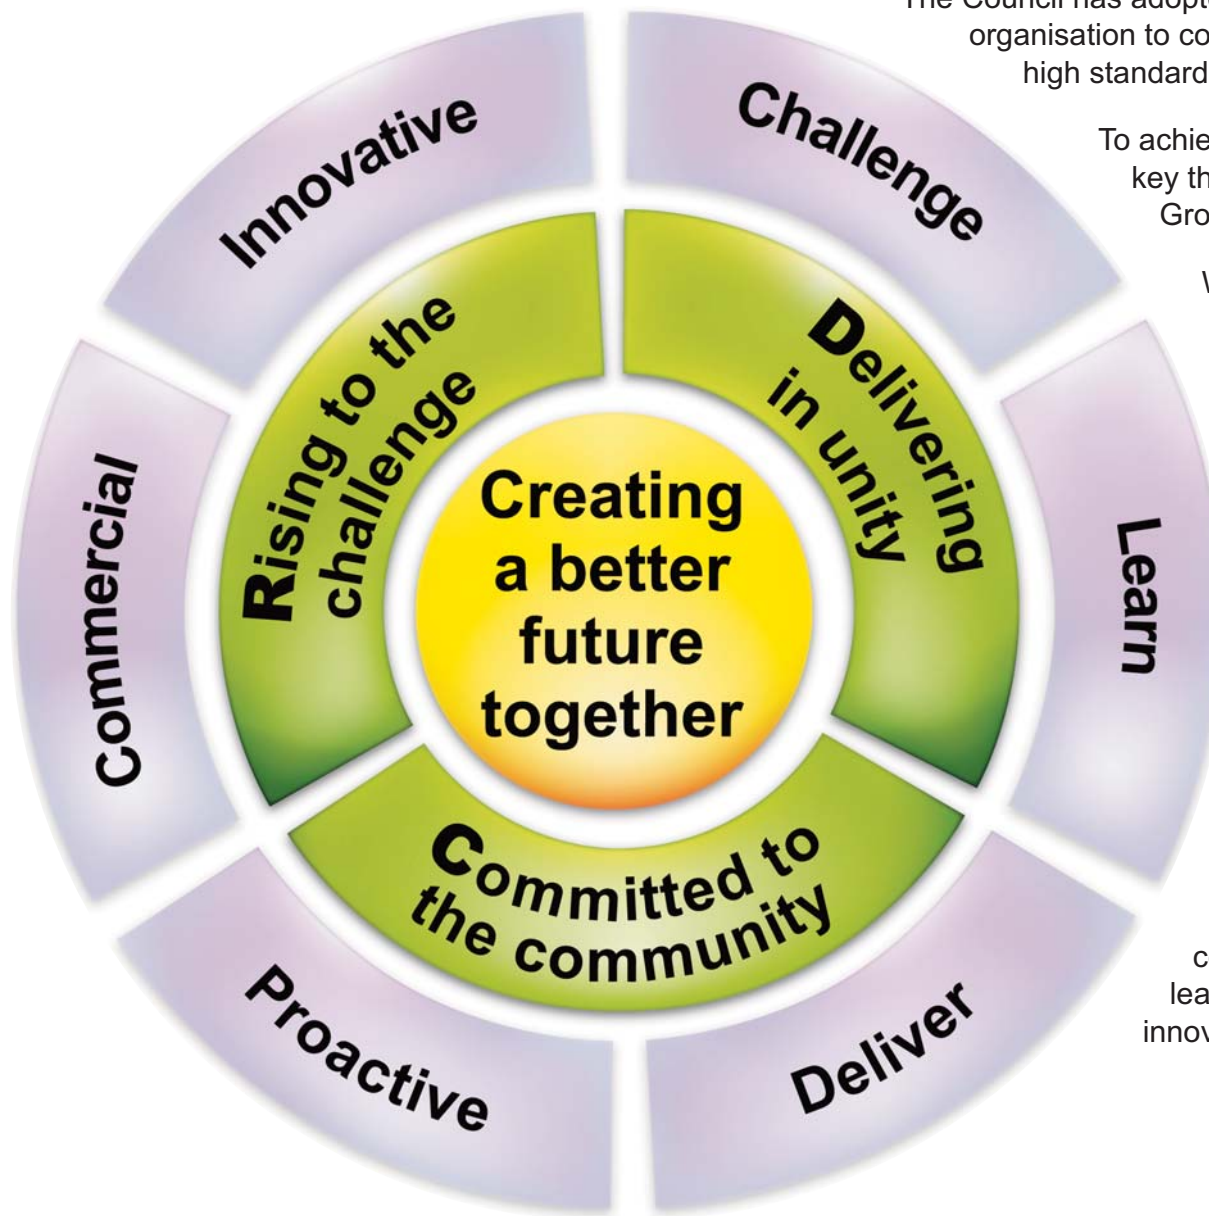 The Council has adopte
organisation to co
high standard
To achie
key th
Gro
W
Innovative
Challenge
Learn
Deliver
Proactive
Commercial
Rising to the
challenge
Delivering
in unity
Committed to
the community
Creating
a better
future
together
c
lea
innov